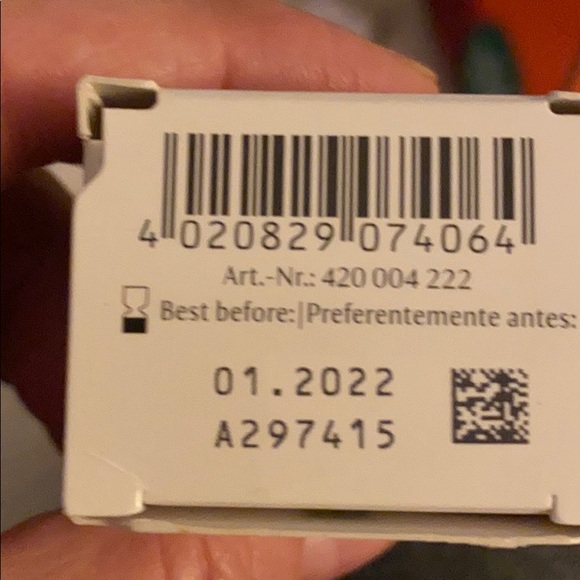 4 020829 074064
Art.-Nr.: 420 004 222
Best before:|Preferentemente antes:
01.2022
A297415